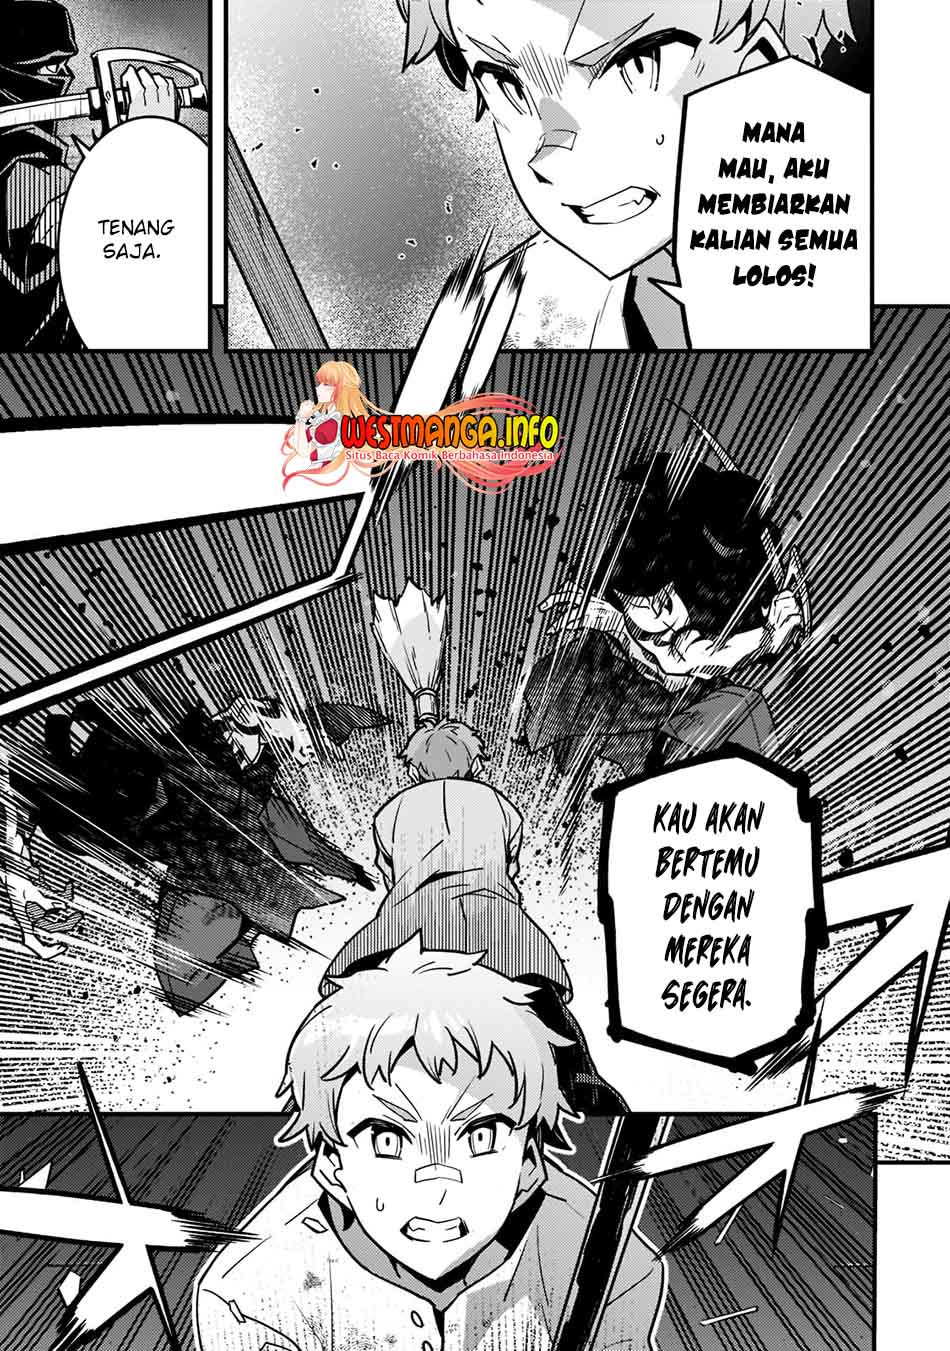 MANA
MAU, AKU
MEMBIARKAN
KALIAN SEMUA
LOLOS!
TENANG
SAJA.
WESTMANGA.INFO
Situs Baca Komik Berbahasa Indonesia
KAU AKAN
BERTEMU
DENGAN
MEREKA
SEGERA.